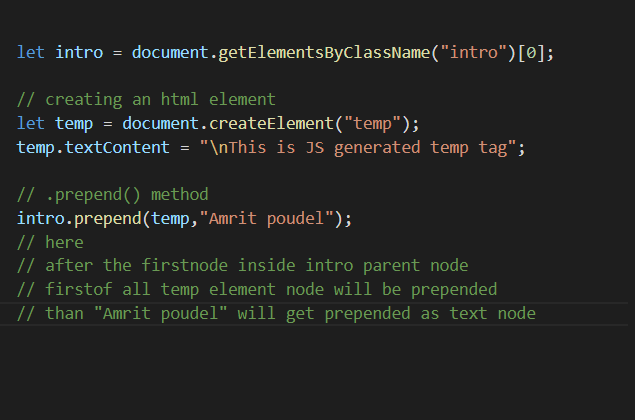 let intro = document.getElementsByClassName("intro")[0];
// creating an html element
let temp = document.createElement("temp");
temp.textContent = "\nThis is JS generated temp tag";
// .prepend() method
intro.prepend(temp,"Amrit poudel");
// here
// after the firstnode inside intro parent node
// firstof all temp element node will be prepended
// than "Amrit poudel" will get prepended as text node